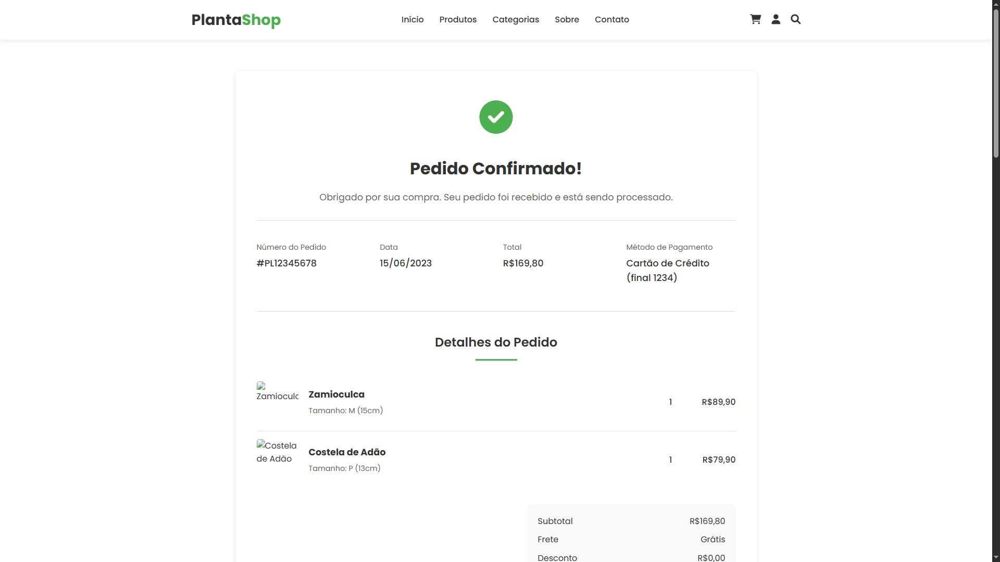 PlantaShop
Início
Produtos
Categorias
Sobre
Contato
Pedido Confirmado!
Obrigado por sua compra. Seu pedido foi recebido e está sendo processado.
Número do Pedido
#PL12345678
Data
15/06/2023
Total
R$169,80
Método de Pagamento
Cartão de Crédito
(final 1234)
Detalhes do Pedido
Zamioculc
Zamioculca
Tamanho: M (15cm)
1
R$89,90
Costela
de Adão
Costela de Adão
Tamanho: P (13cm)
1
R$79,90
Subtotal
R$169,80
Frete
Grátis
Desconto
R$0,00